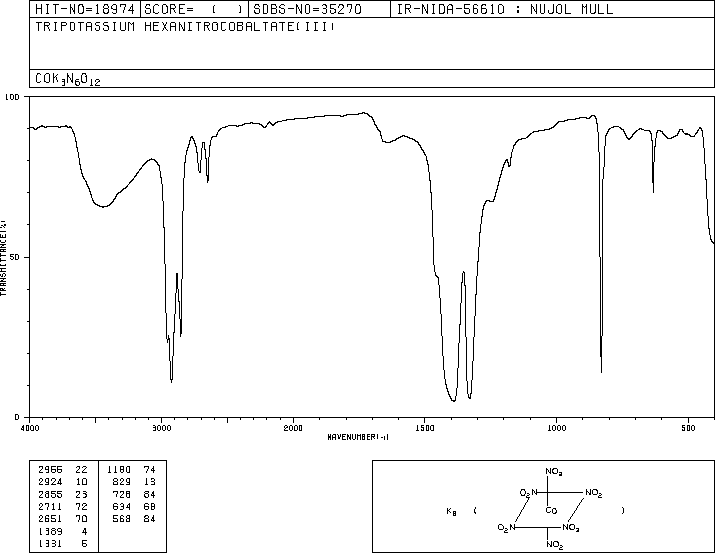 HIT-NO=18974 SCORE= ( ) SDBS-NO=35270 IR-NIDA-56610 : NUJOL MULL
TRIPOTASSIUM HEXANITROCOBALTATE(III)
COK3N6O12
100
50
0
TRANSMITTANCE(%)
4000 3000 2000 1500 1000 500
WAVENUMBER(-1)
2966 22 1180 74
2924 10 829 13
2855 23 728 84
2711 72 634 68
2651 70 568 84
1389 4
1331 6
NO2
O2N NO2
K3 ( CO )
NO2 NO2
NO2